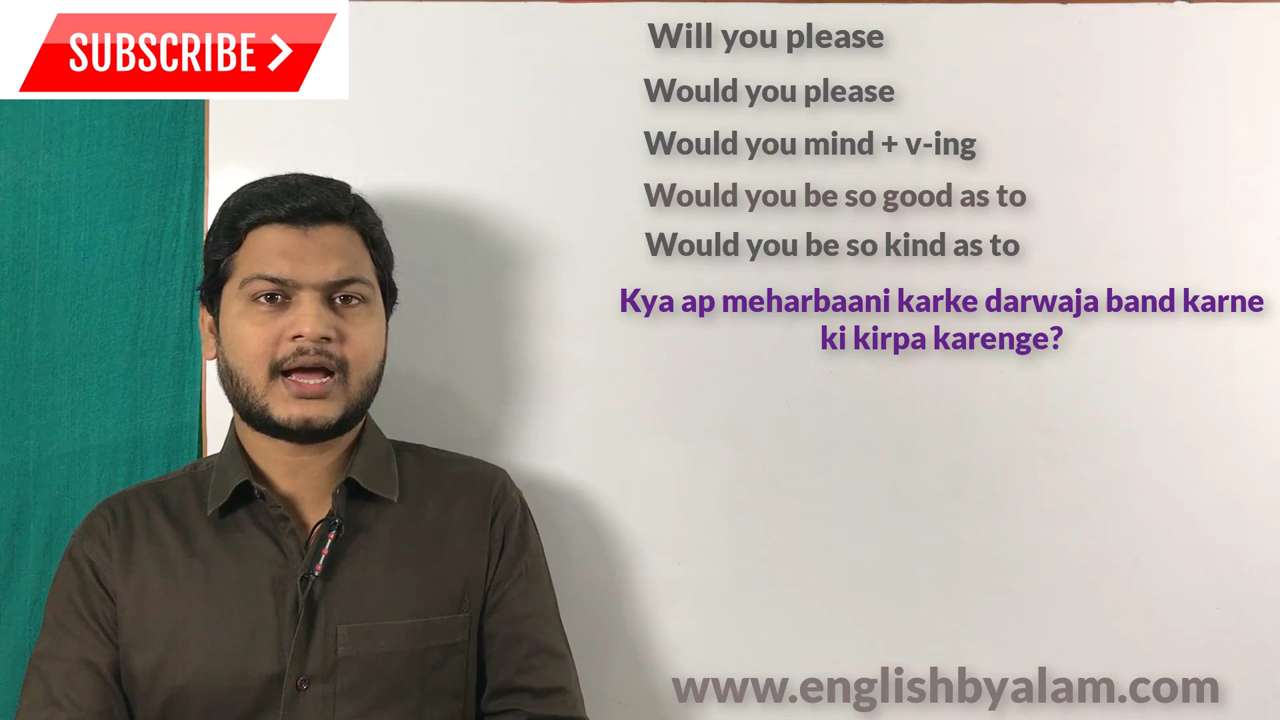 SUBSCRIBE
Will you please
Would you please
Would you mind + v-ing
Would you be so good as to
Would you be so kind as to
Kya ap meharbaani karke darwaja band karne
ki kirpa karenge?
www.englishbyalam.com